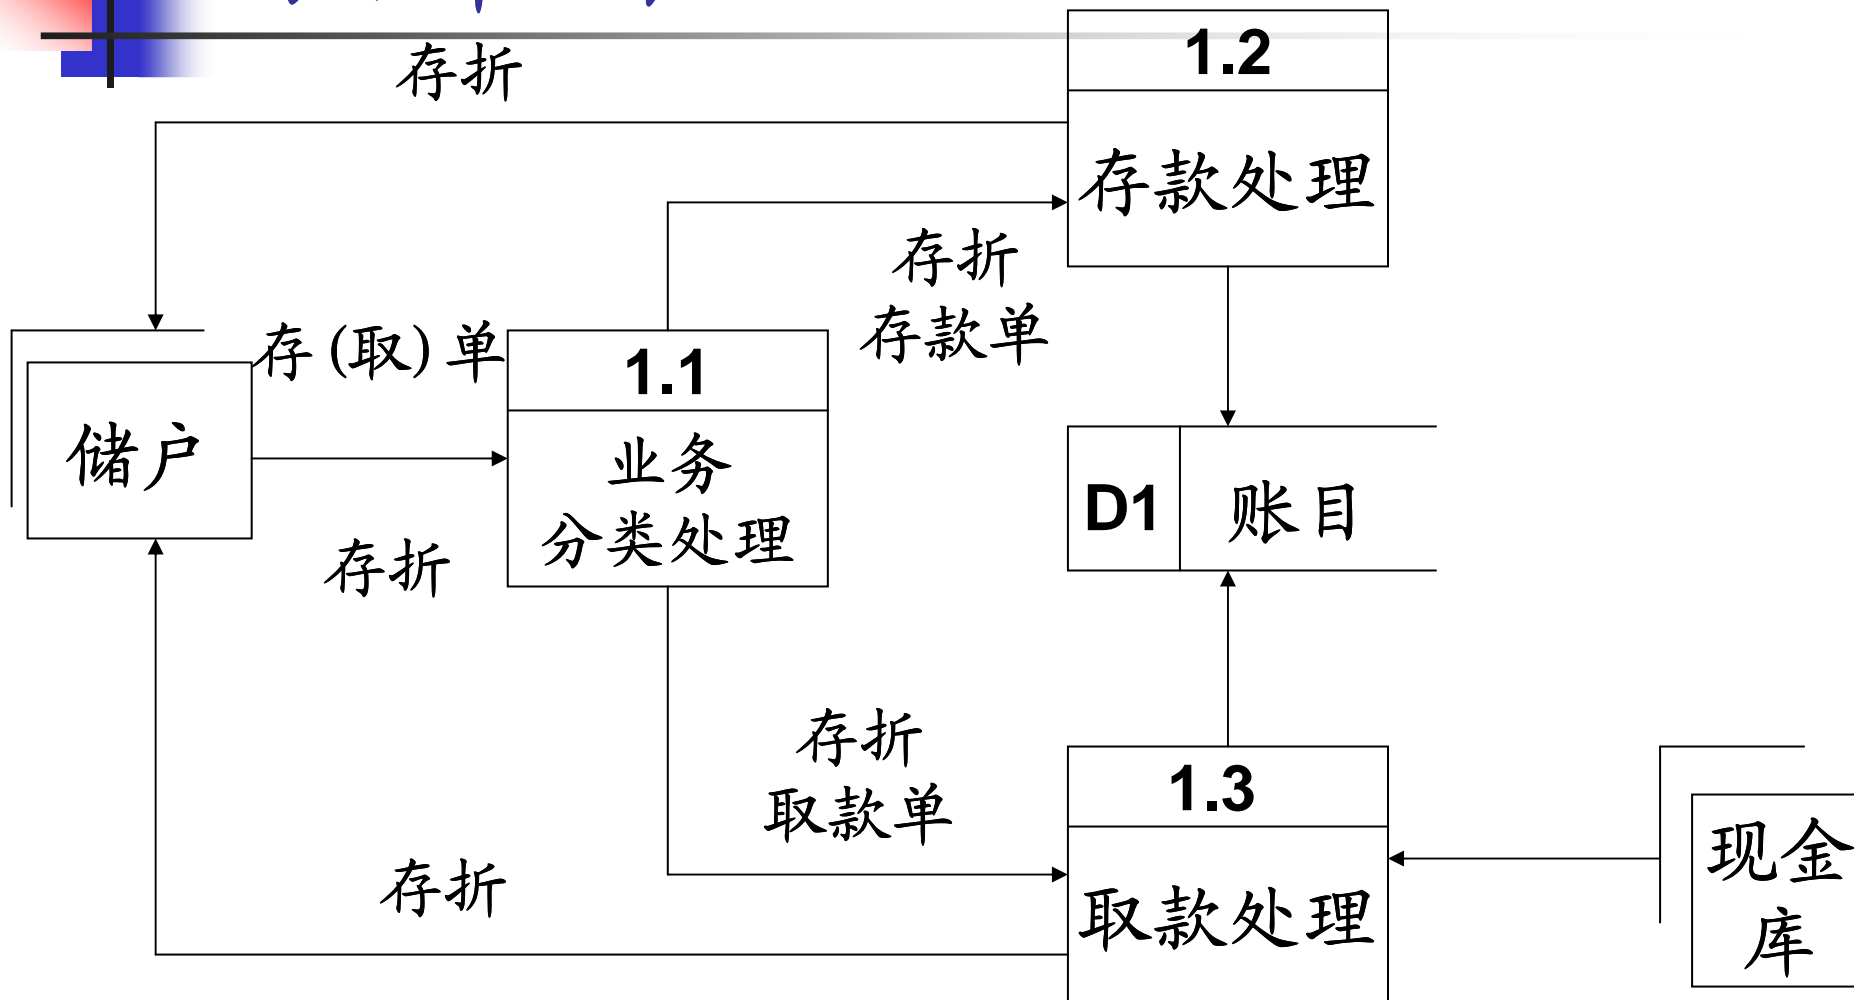 存折
1.2
存款处理
存折
存款单
存(取)单
储户
存折
1.1
业务
分类处理
D1
账目
存折
取款单
存折
1.3
取款处理
现金
库